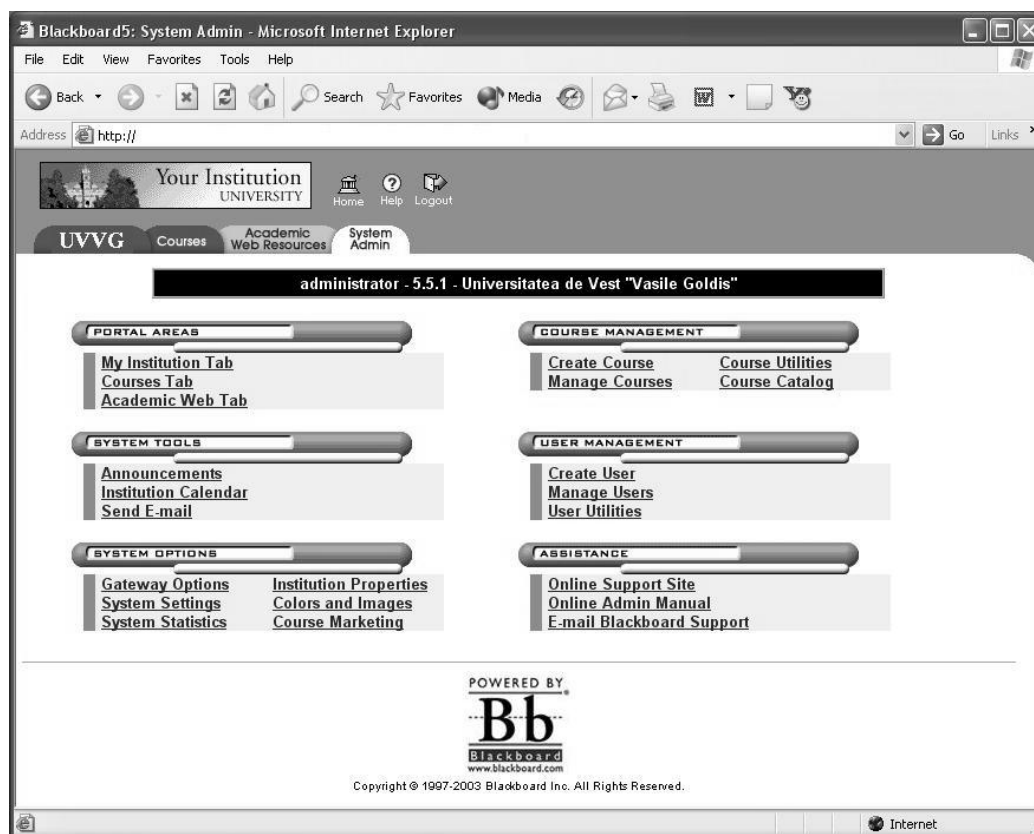 Blackboard5: System Admin - Microsoft Internet Explorer
File Edit View Favorites Tools Help
Back Search Favorites Media
Address http:// Go Links
Your Institution
UNIVERSITY
Home Help Logout
UVVG Courses Academic Web Resources System Admin
administrator - 5.5.1 - Universitatea de Vest "Vasile Goldis"
PORTAL AREAS
My Institution Tab
Courses Tab
Academic Web Tab
COURSE MANAGEMENT
Create Course Course Utilities
Manage Courses Course Catalog
SYSTEM TOOLS
Announcements
Institution Calendar
Send E-mail
USER MANAGEMENT
Create User
Manage Users
User Utilities
SYSTEM OPTIONS
Gateway Options Institution Properties
System Settings Colors and Images
System Statistics Course Marketing
ASSISTANCE
Online Support Site
Online Admin Manual
E-mail Blackboard Support
POWERED BY
Bb
Blackboard
www.blackboard.com
Copyright © 1997-2003 Blackboard Inc. All Rights Reserved.
Internet